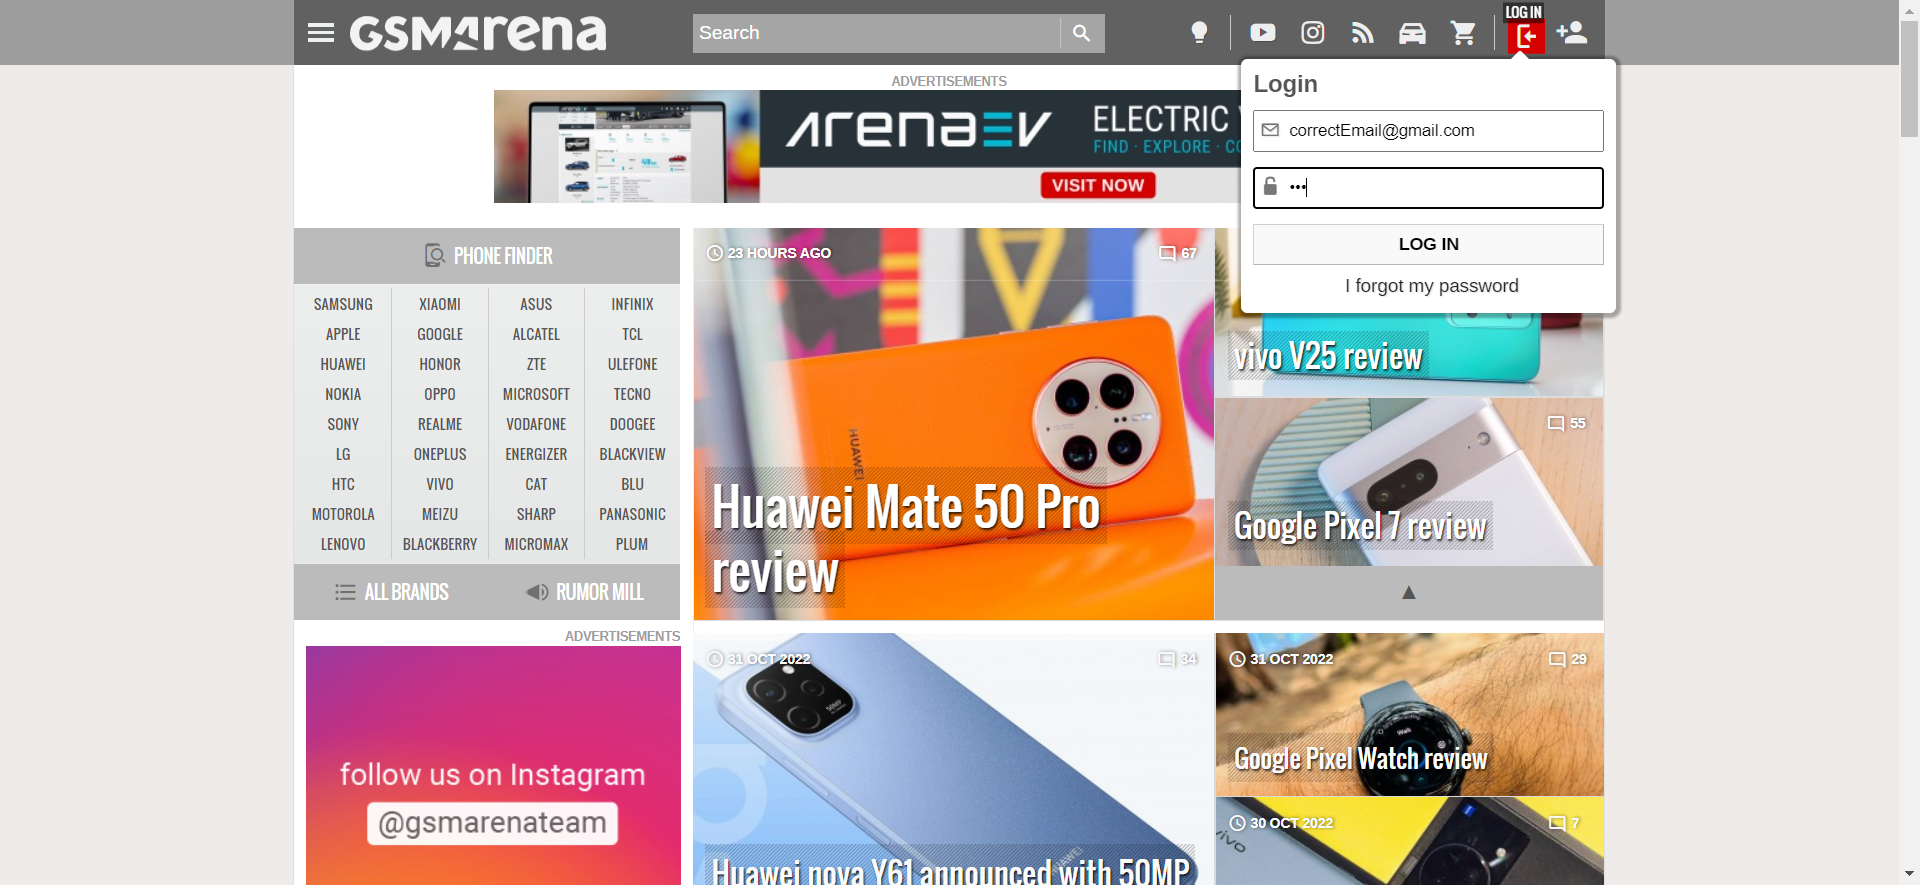 GSMArena
Search
LOG IN
Login
correctEmail@gmail.com
•••
LOG IN
I forgot my password
ADVERTISEMENTS
arenaEV
ELECTRIC
FIND · EXPLORE · CO
VISIT NOW
PHONE FINDER
SAMSUNG XIAOMI ASUS INFINIX
APPLE GOOGLE ALCATEL TCL
HUAWEI HONOR ZTE ULEFONE
NOKIA OPPO MICROSOFT TECNO
SONY REALME VODAFONE DOOGEE
LG ONEPLUS ENERGIZER BLACKVIEW
HTC VIVO CAT BLU
MOTOROLA MEIZU SHARP PANASONIC
LENOVO BLACKBERRY MICROMAX PLUM
ALL BRANDS RUMOR MILL
ADVERTISEMENTS
follow us on Instagram
@gsmarenateam
23 HOURS AGO 67
HUAWEI
Huawei Mate 50 Pro
review
vivo V25 review
55
Google Pixel 7 review
▲
31 OCT 2022 34
50MP
HUAWEI
Huawei nova Y61 announced with 50MP
31 OCT 2022 29
Walk
Google Pixel Watch review
30 OCT 2022 7
vivo